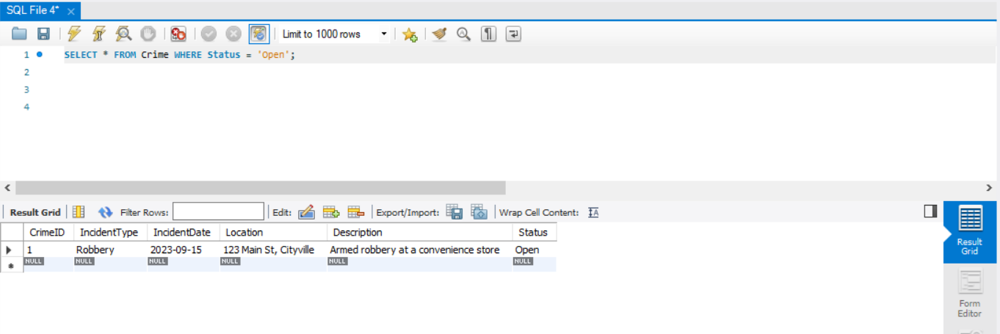 SQL File 4*
Limit to 1000 rows
1 SELECT * FROM Crime WHERE Status = 'Open';
2
3
4
Result Grid Filter Rows: Edit: Export/Import: Wrap Cell Content: IA
CrimeID IncidentType IncidentDate Location Description Status
1 Robbery 2023-09-15 123 Main St, Cityville Armed robbery at a convenience store Open
NULL NULL NULL NULL NULL NULL
Result
Grid
Form
Editor